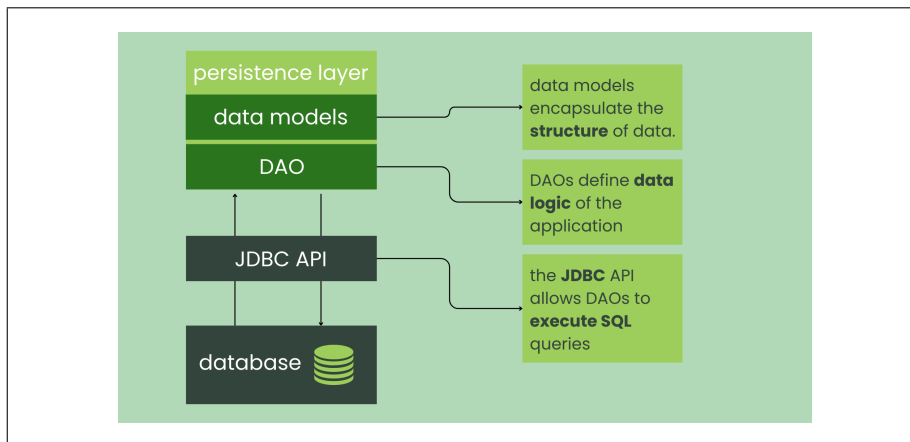 persistence layer
data models
DAO
JDBC API
database
data models
encapsulate the
structure of data.
DAOs define data
logic of the
application
the JDBC API
allows DAOs to
execute SQL
queries